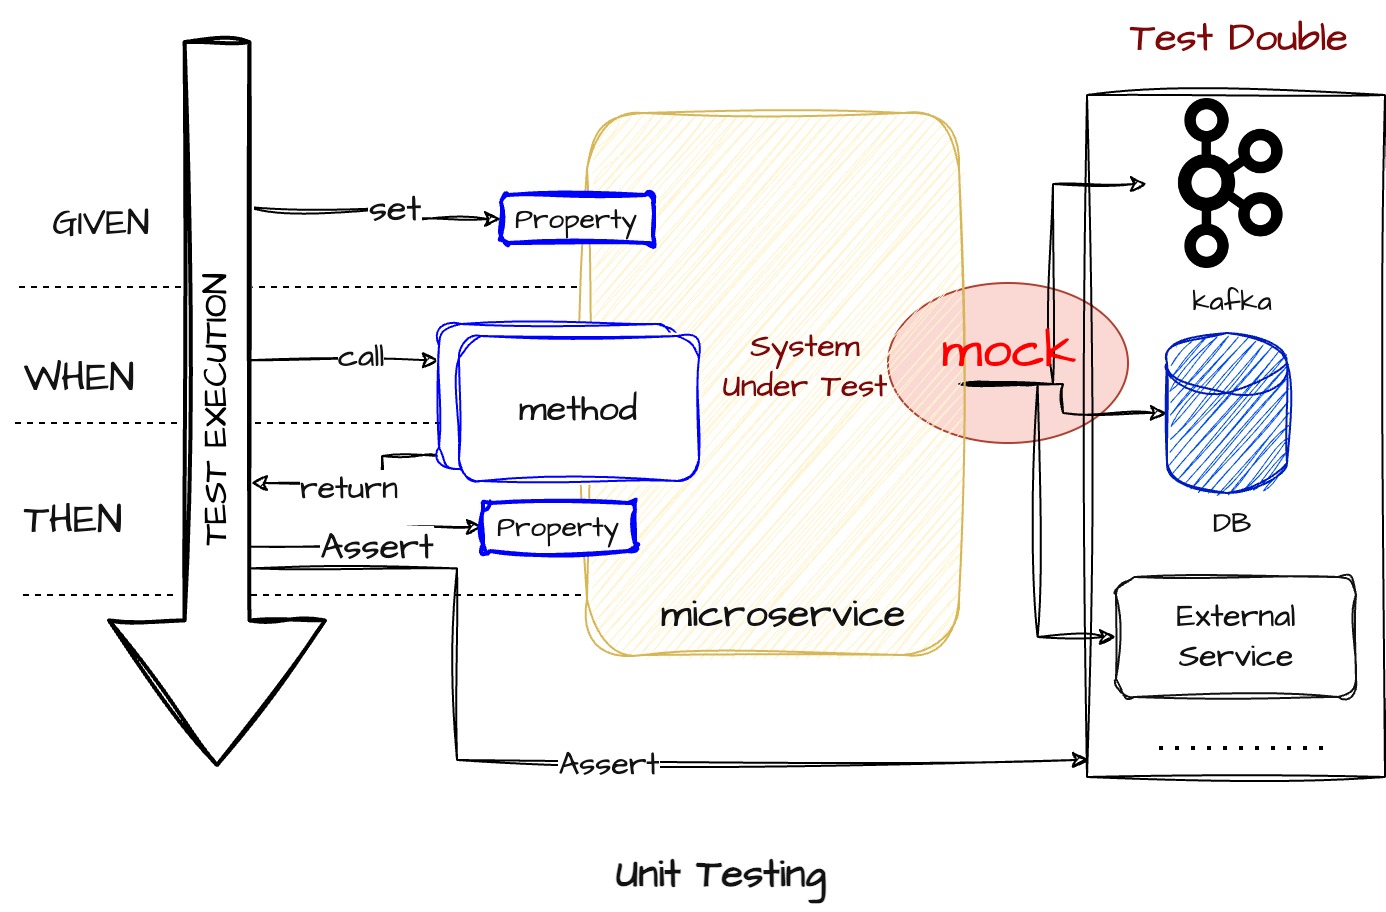 Test Double
GIVEN
set
Property
kafka
WHEN
TEST EXECUTION
call
method
System
Under Test
mock
return
THEN
Assert
Property
DB
microservice
External
Service
Assert
Unit Testing